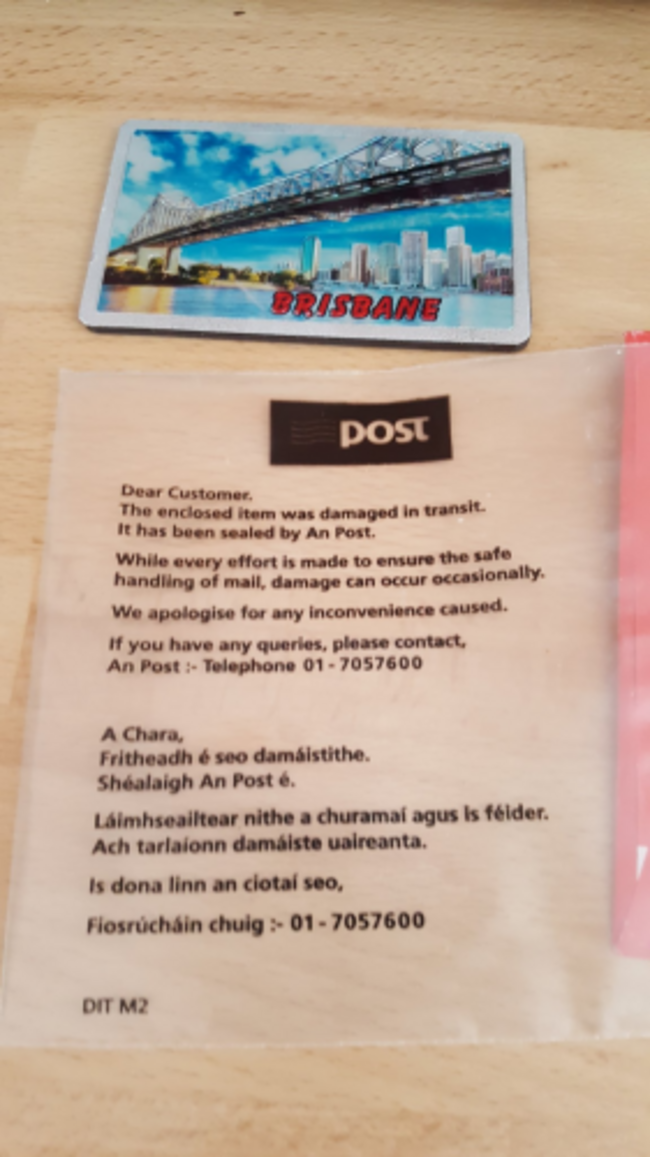 BRISBANE
post
Dear Customer.
The enclosed item was damaged in transit.
It has been sealed by An Post.
While every effort is made to ensure the safe
handling of mail, damage can occur occasionally.
We apologise for any inconvenience caused.
If you have any queries, please contact,
An Post :- Telephone 01-7057600
A Chara,
Fritheadh é seo damáistithe.
Shéalaigh An Post é.
Láimhseailtear nithe a churamaí agus is féider.
Ach tarlaíonn damáiste uaireanta.
Is dona linn an ciotaí seo,
Fiosrúcháin chuig :- 01-7057600
DIT M2